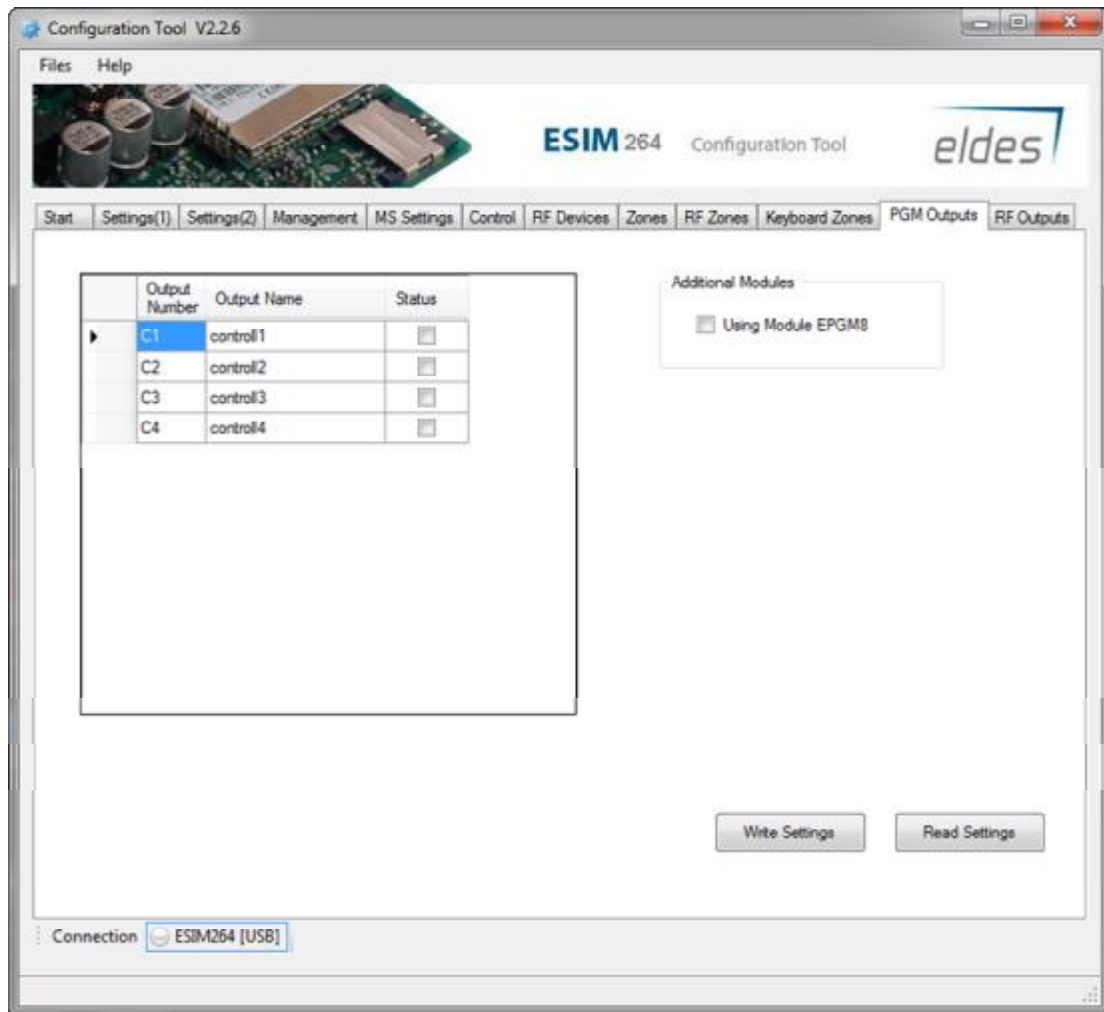 Configuration Tool V2.2.6
Files Help
ESIM 264 Configuration Tool eldes
Start Settings(1) Settings(2) Management MS Settings Control RF Devices Zones RF Zones Keyboard Zones PGM Outputs RF Outputs
Output Number Output Name Status
C1 controll1
C2 controll2
C3 controll3
C4 controll4
Additional Modules
Using Module EPGM8
Write Settings Read Settings
Connection ESIM264 [USB]